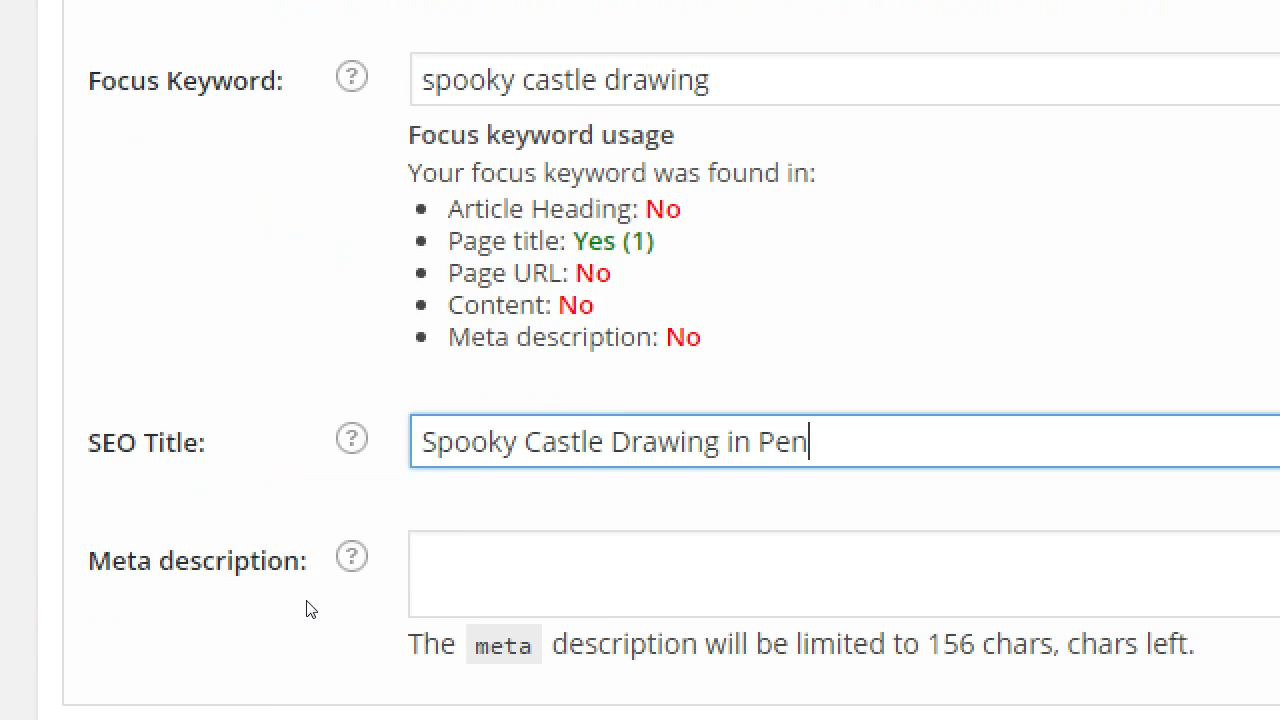 Focus Keyword: ? spooky castle drawing
Focus keyword usage
Your focus keyword was found in:
• Article Heading: No
• Page title: Yes (1)
• Page URL: No
• Content: No
• Meta description: No
SEO Title: ? Spooky Castle Drawing in Pen
Meta description: ?
The meta description will be limited to 156 chars, chars left.